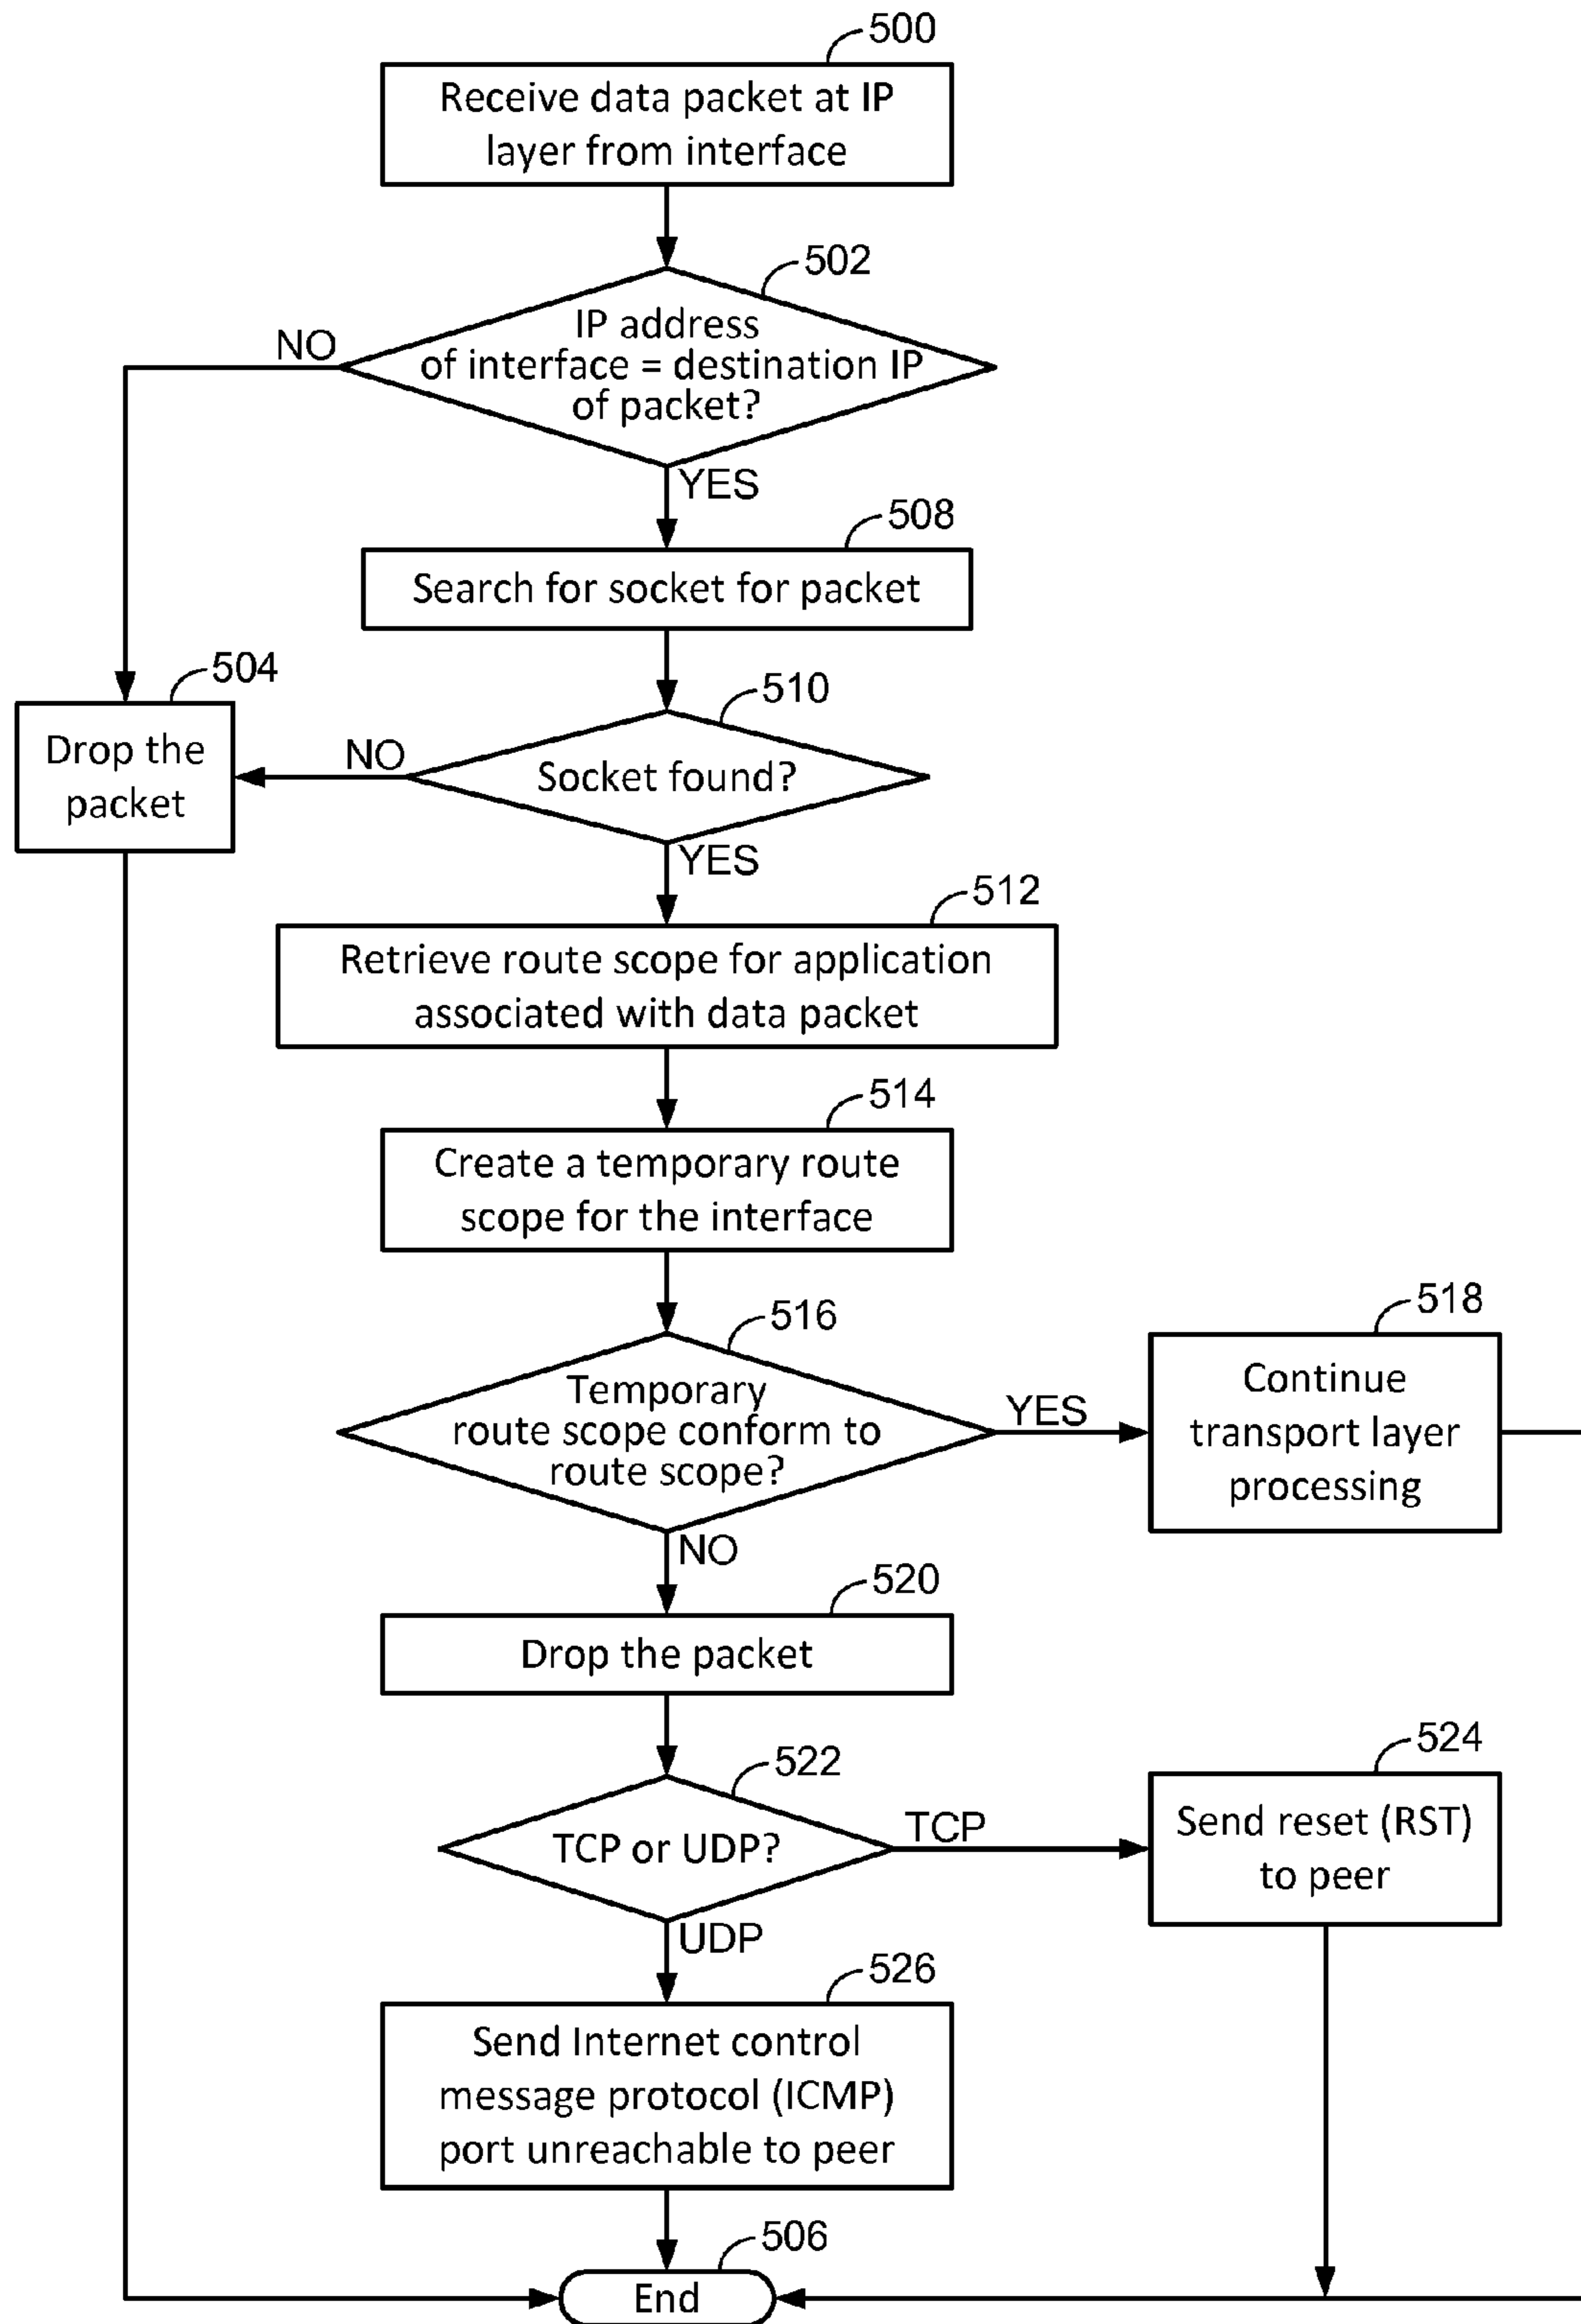 500
Receive data packet at IP
layer from interface
502
IP address
of interface = destination IP
of packet?
NO
YES
508
Search for socket for packet
504
Drop the
packet
510
Socket found?
NO
YES
512
Retrieve route scope for application
associated with data packet
514
Create a temporary route
scope for the interface
516
Temporary
route scope conform to
route scope?
YES
518
Continue
transport layer
processing
NO
520
Drop the packet
522
TCP or UDP?
TCP
524
Send reset (RST)
to peer
UDP
526
Send Internet control
message protocol (ICMP)
port unreachable to peer
506
End